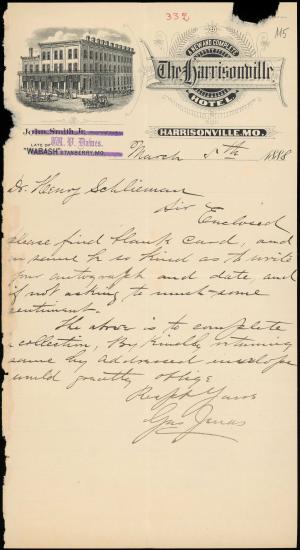 332
115
A NEW AND COMPLETE
The Harrisonville
HOTEL
HARRISONVILLE, MO.
John Smith Jr.
W. P. Dawes.
LATE OF
"WABASH" STANBERRY, MO.
March 5th 1888
Dr. Henry Schlieman
Sir Enclosed
please find blank card, and
so kind as to write
your autograph and date, and
if not asking to much some
sentiment.
The above is to complete
a collection, By kindly returning
same by addressed envelope
would greatly oblige
Respt Yours
Gus